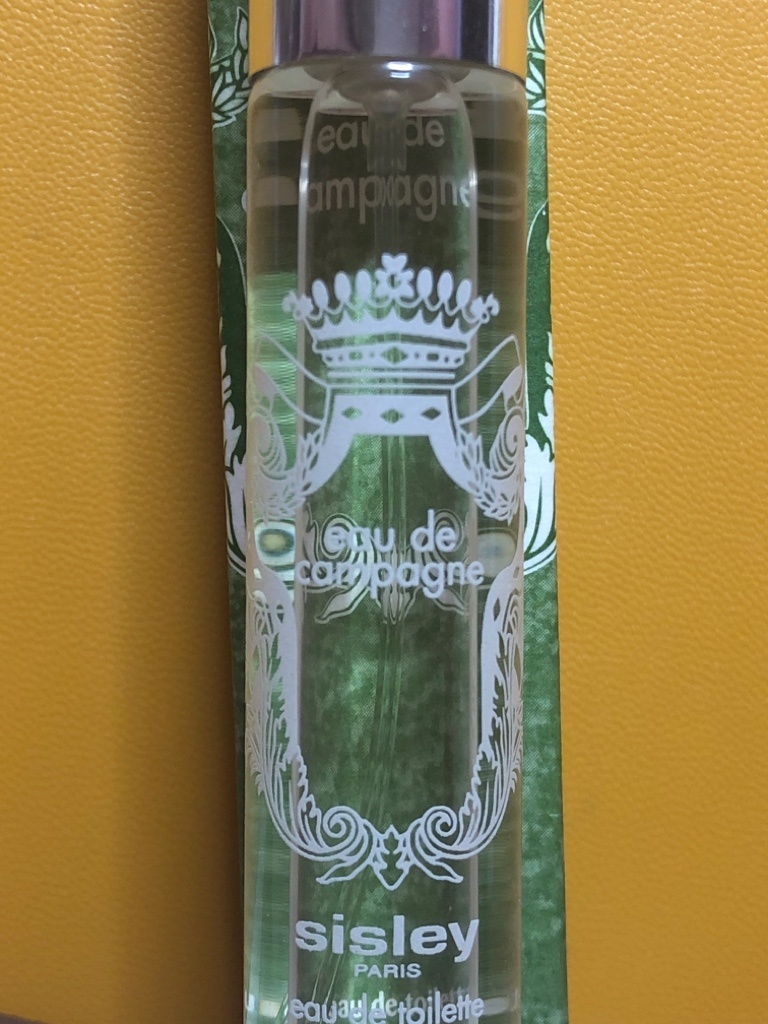 eau de
campagne
eau de
campagne
sisley
PARIS
eau de toilette